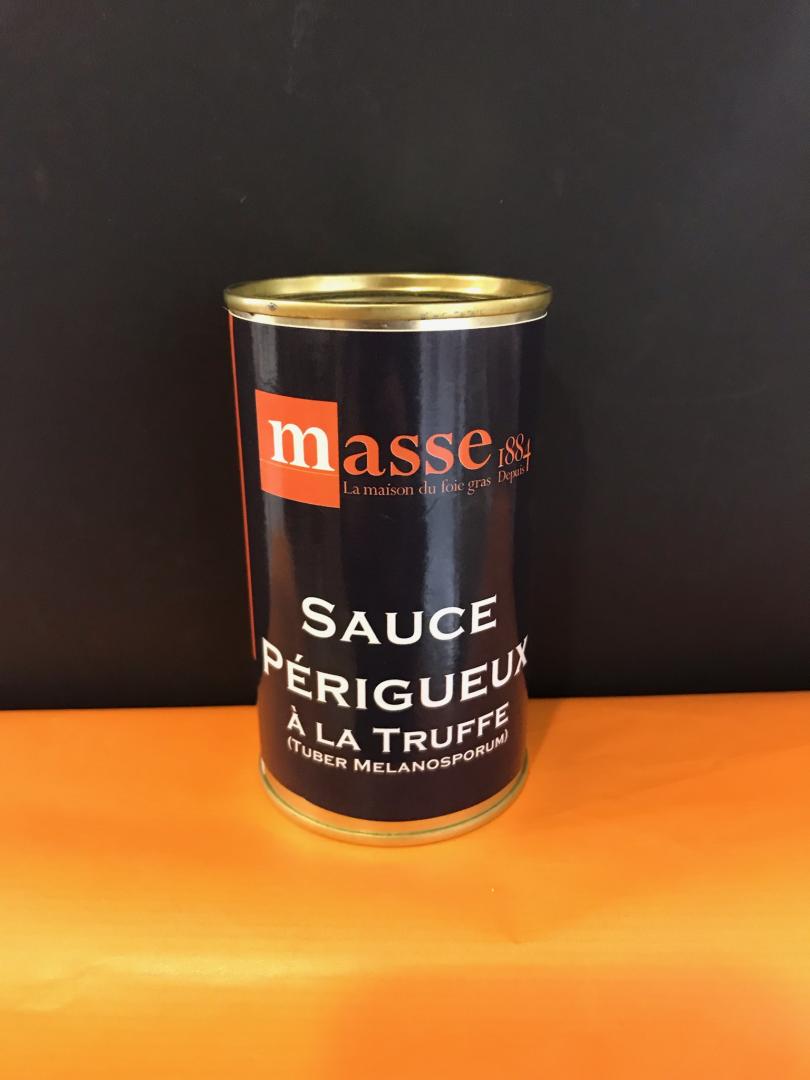 masse
La maison du foie gras Depuis 1884
SAUCE
PÉRIGUEUX
À LA TRUFFE
(TUBER MELANOSPORUM)